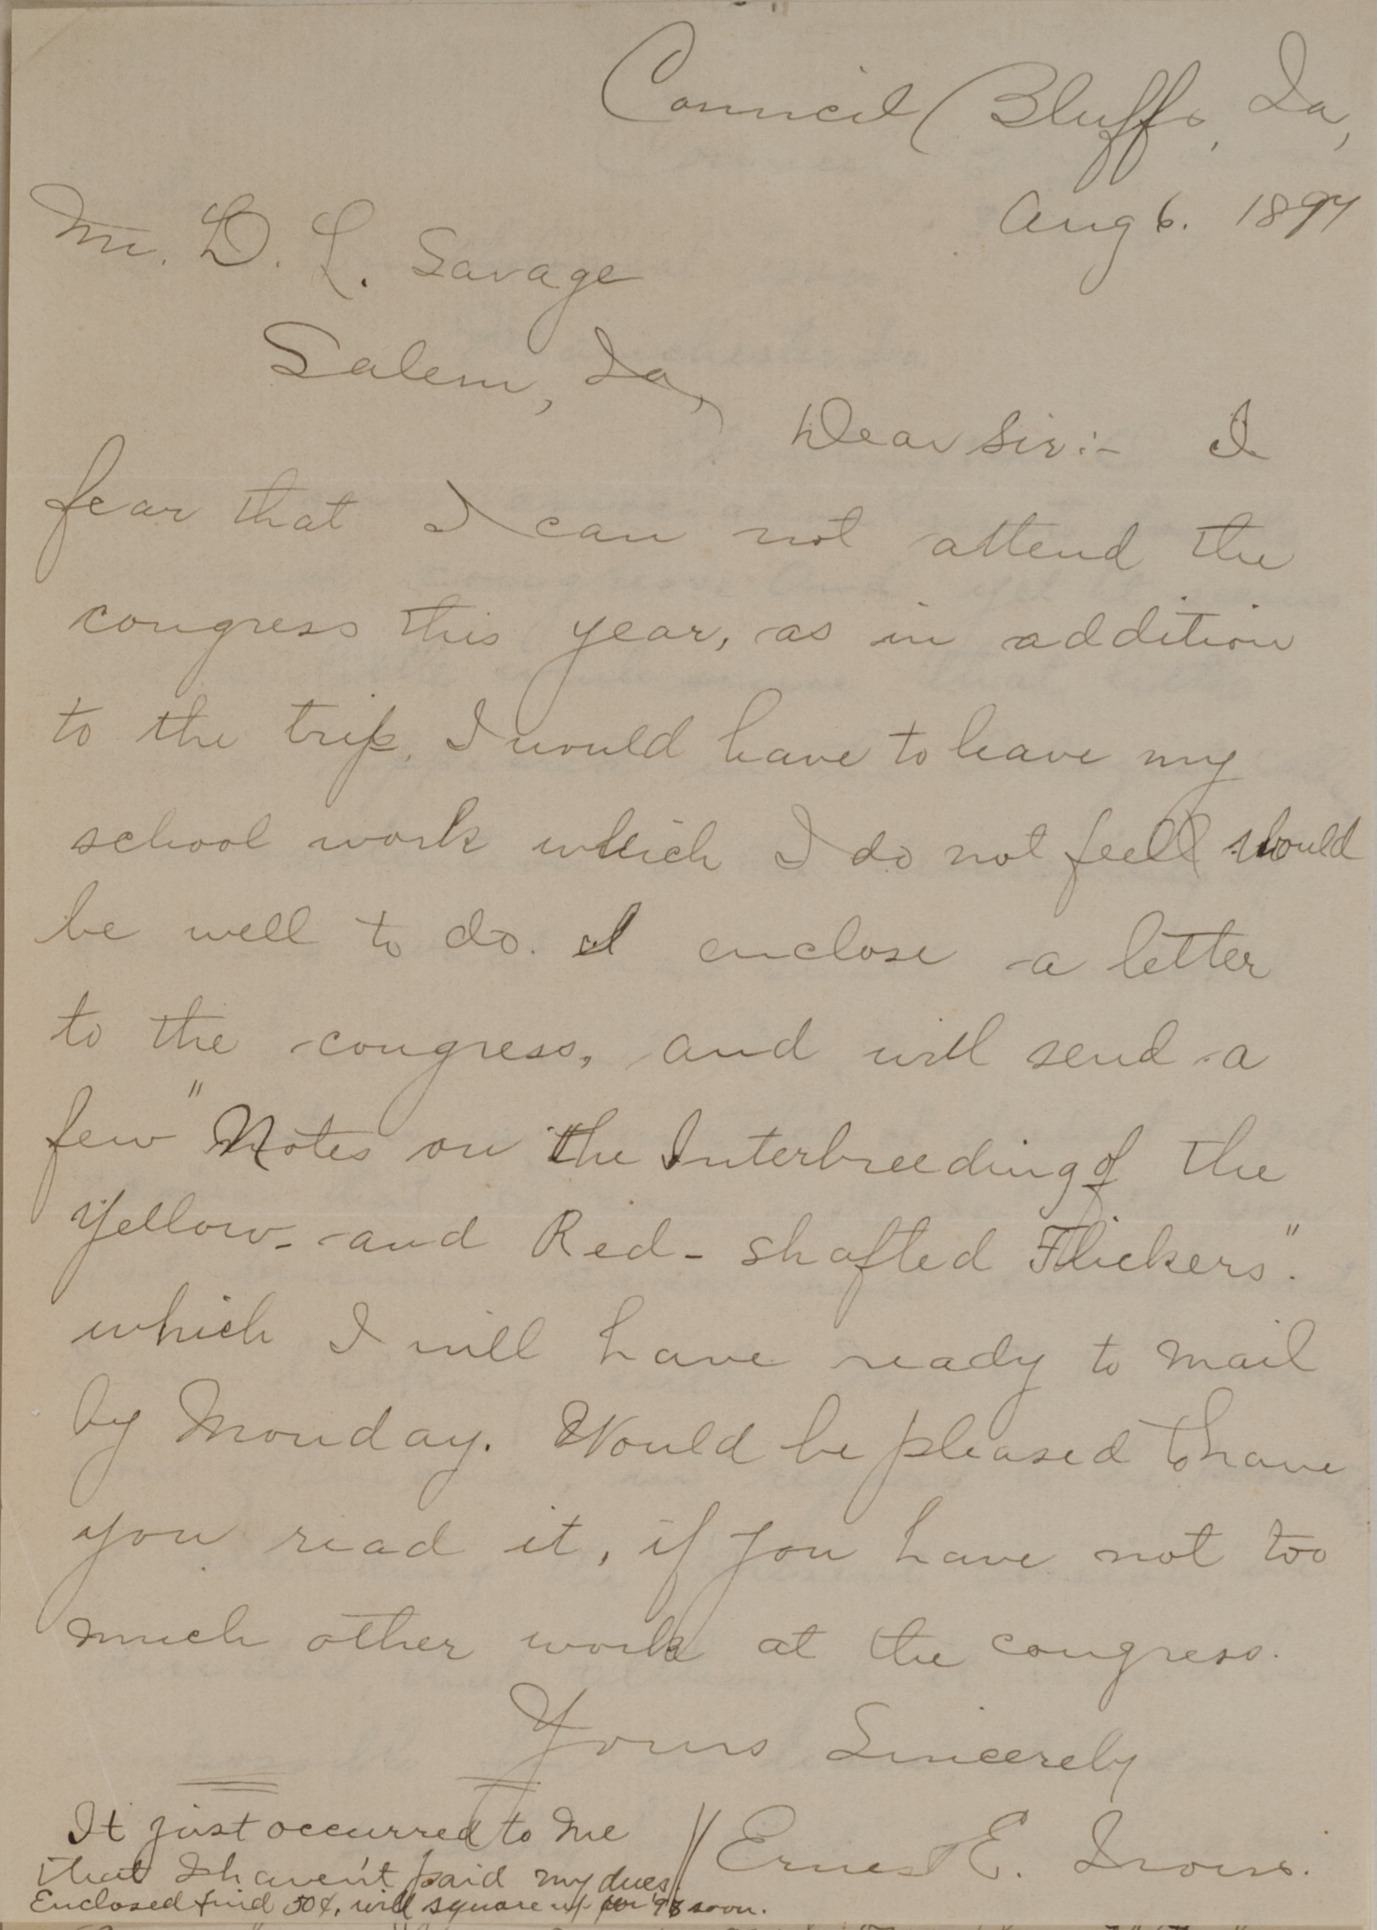 Council Bluffs, Ia,
Aug 6. 1897
Mr. D. L. Savage
Salem, Ia,
Dear Sir:- I
fear that I can not attend the
congress this year, as in addition
to the trip, I would have to leave my
school work which I do not feell would
be well to do. I enclose a letter
to the congress, and will send a
few "Notes on the Interbreeding of the
Yellow- and Red- shafted Flickers".
which I will have ready to mail
by Monday. Would be pleased to have
you read it, if you have not too
much other work at the congress.
Yours Sincerely
Ernest E. Irons.
It just occurred to me
that I haven't paid my dues.
Enclosed find 50¢, will square up for '98 soon.